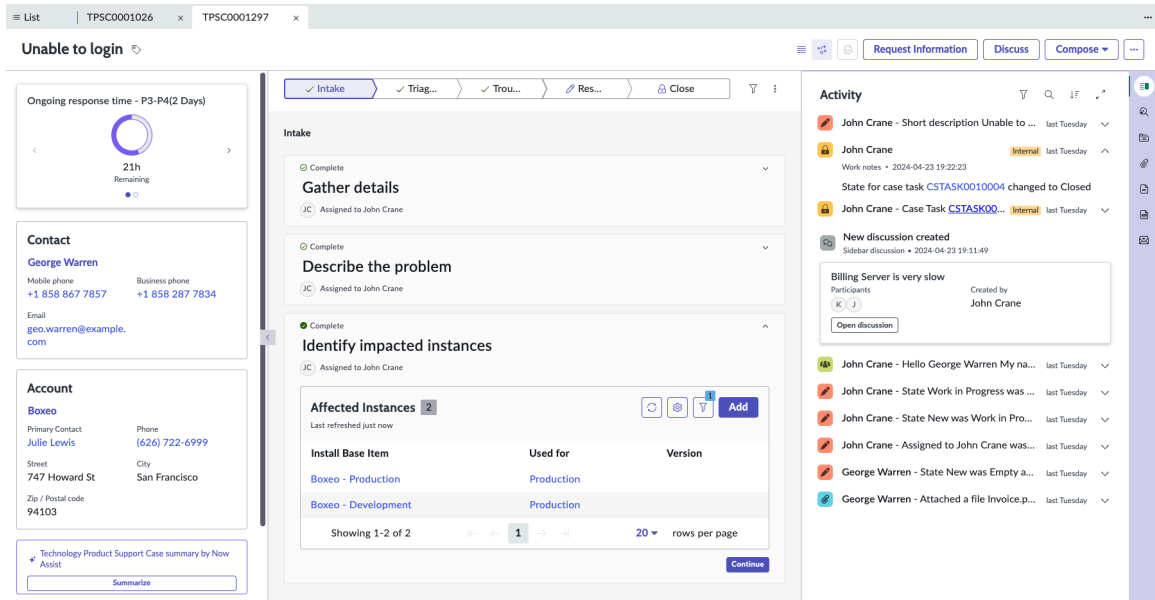 List
TPSC0001026
TPSC0001297
Unable to login
Request Information
Discuss
Compose
Ongoing response time - P3-P4(2 Days)
21h
Remaining
Contact
George Warren
Mobile phone
Business phone
+1 858 867 7857
+1 858 287 7834
Email
geo.warren@example.
com
Account
Boxeo
Primary Contact
Phone
Julie Lewis
(626) 722-6999
Street
City
747 Howard St
San Francisco
Zip / Postal code
94103
Technology Product Support Case summary by Now
Assist
Summarize
Intake
Triag...
Trou...
Res...
Close
Intake
Complete
Gather details
JC Assigned to John Crane
Complete
Describe the problem
JC Assigned to John Crane
Complete
Identify impacted instances
JC Assigned to John Crane
Affected Instances 2
Last refreshed just now
1
Add
Install Base Item
Used for
Version
Boxeo - Production
Production
Boxeo - Development
Production
Showing 1-2 of 2
1
20
rows per page
Continue
Activity
John Crane - Short description Unable to ... last Tuesday
John Crane
Internal last Tuesday
Work notes • 2024-04-23 19:22:23
State for case task CSTASK0010004 changed to Closed
John Crane - Case Task CSTASK00... Internal last Tuesday
New discussion created
Sidebar discussion • 2024-04-23 19:11:49
Billing Server is very slow
Participants
Created by
K J
John Crane
Open discussion
John Crane - Hello George Warren My na... last Tuesday
John Crane - State Work in Progress was ... last Tuesday
John Crane - State New was Work in Pro... last Tuesday
John Crane - Assigned to John Crane was... last Tuesday
George Warren - State New was Empty a... last Tuesday
George Warren - Attached a file Invoice.p... last Tuesday